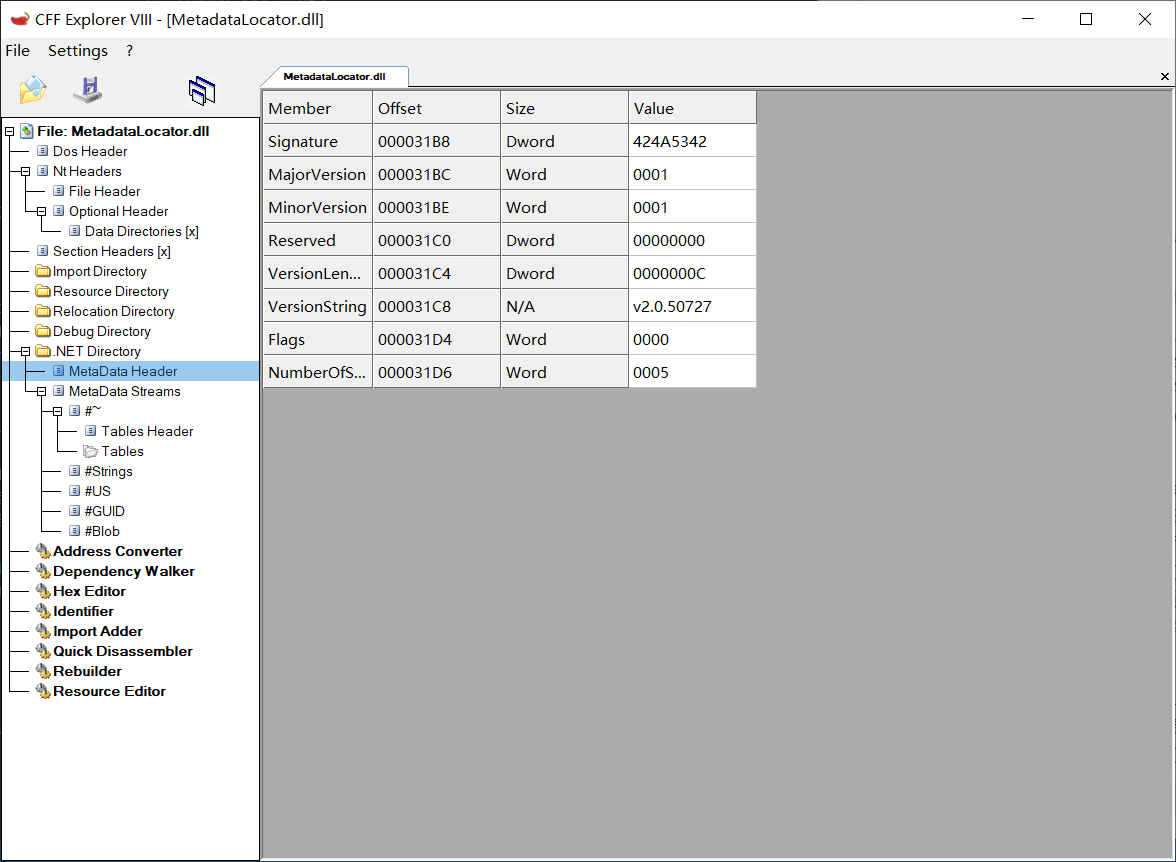 CFF Explorer VIII - [MetadataLocator.dll]
File Settings ?
MetadataLocator.dll
File: MetadataLocator.dll
Dos Header
Nt Headers
File Header
Optional Header
Data Directories [x]
Section Headers [x]
Import Directory
Resource Directory
Relocation Directory
Debug Directory
.NET Directory
MetaData Header
MetaData Streams
#~
Tables Header
Tables
#Strings
#US
#GUID
#Blob
Address Converter
Dependency Walker
Hex Editor
Identifier
Import Adder
Quick Disassembler
Rebuilder
Resource Editor
Member Offset Size Value
Signature 000031B8 Dword 424A5342
MajorVersion 000031BC Word 0001
MinorVersion 000031BE Word 0001
Reserved 000031C0 Dword 00000000
VersionLen... 000031C4 Dword 0000000C
VersionString 000031C8 N/A v2.0.50727
Flags 000031D4 Word 0000
NumberOfS... 000031D6 Word 0005